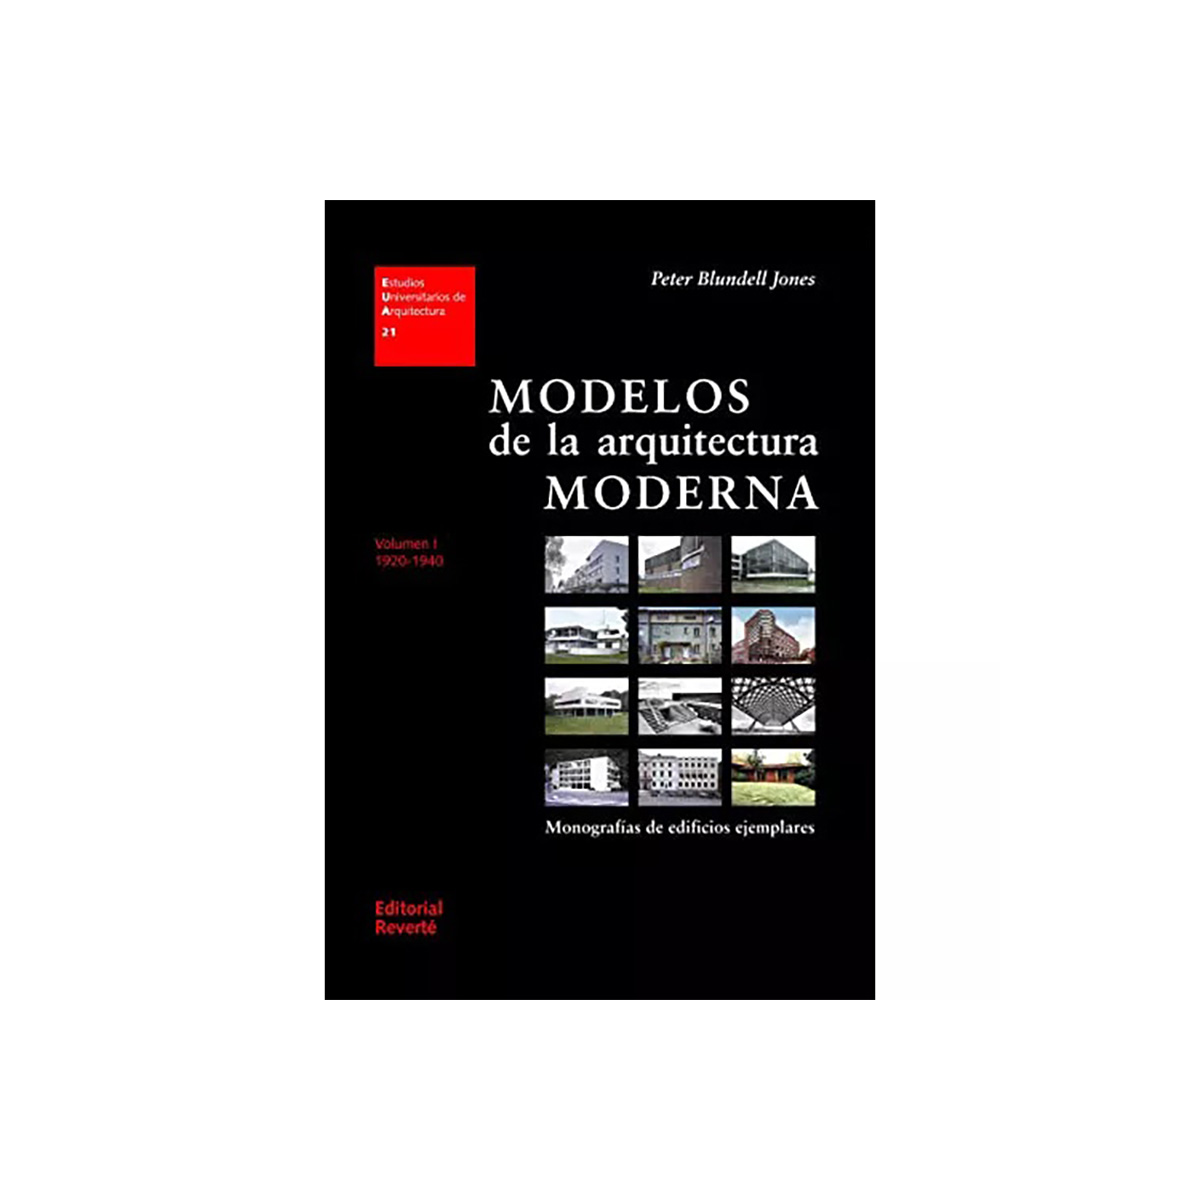 Estudios
Universitarios de
Arquitectura
21
Peter Blundell Jones
MODELOS
de la arquitectura
MODERNA
Volumen I
1920-1940
Monografías de edificios ejemplares
Editorial
Reverté